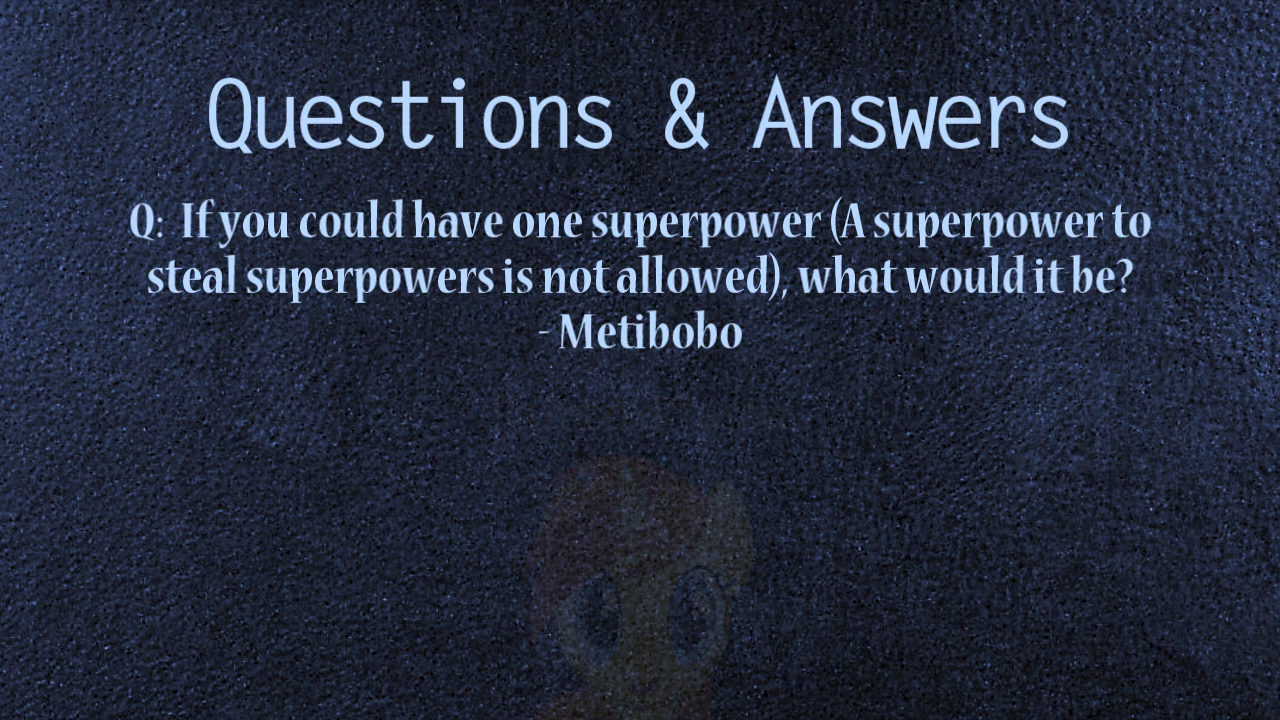 Questions & Answers
Q: If you could have one superpower (A superpower to
steal superpowers is not allowed), what would it be?
- Metibobo